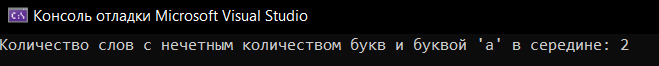 Консоль отладки Microsoft Visual Studio
Количество слов с нечетным количеством букв и буквой 'а' в середине: 2